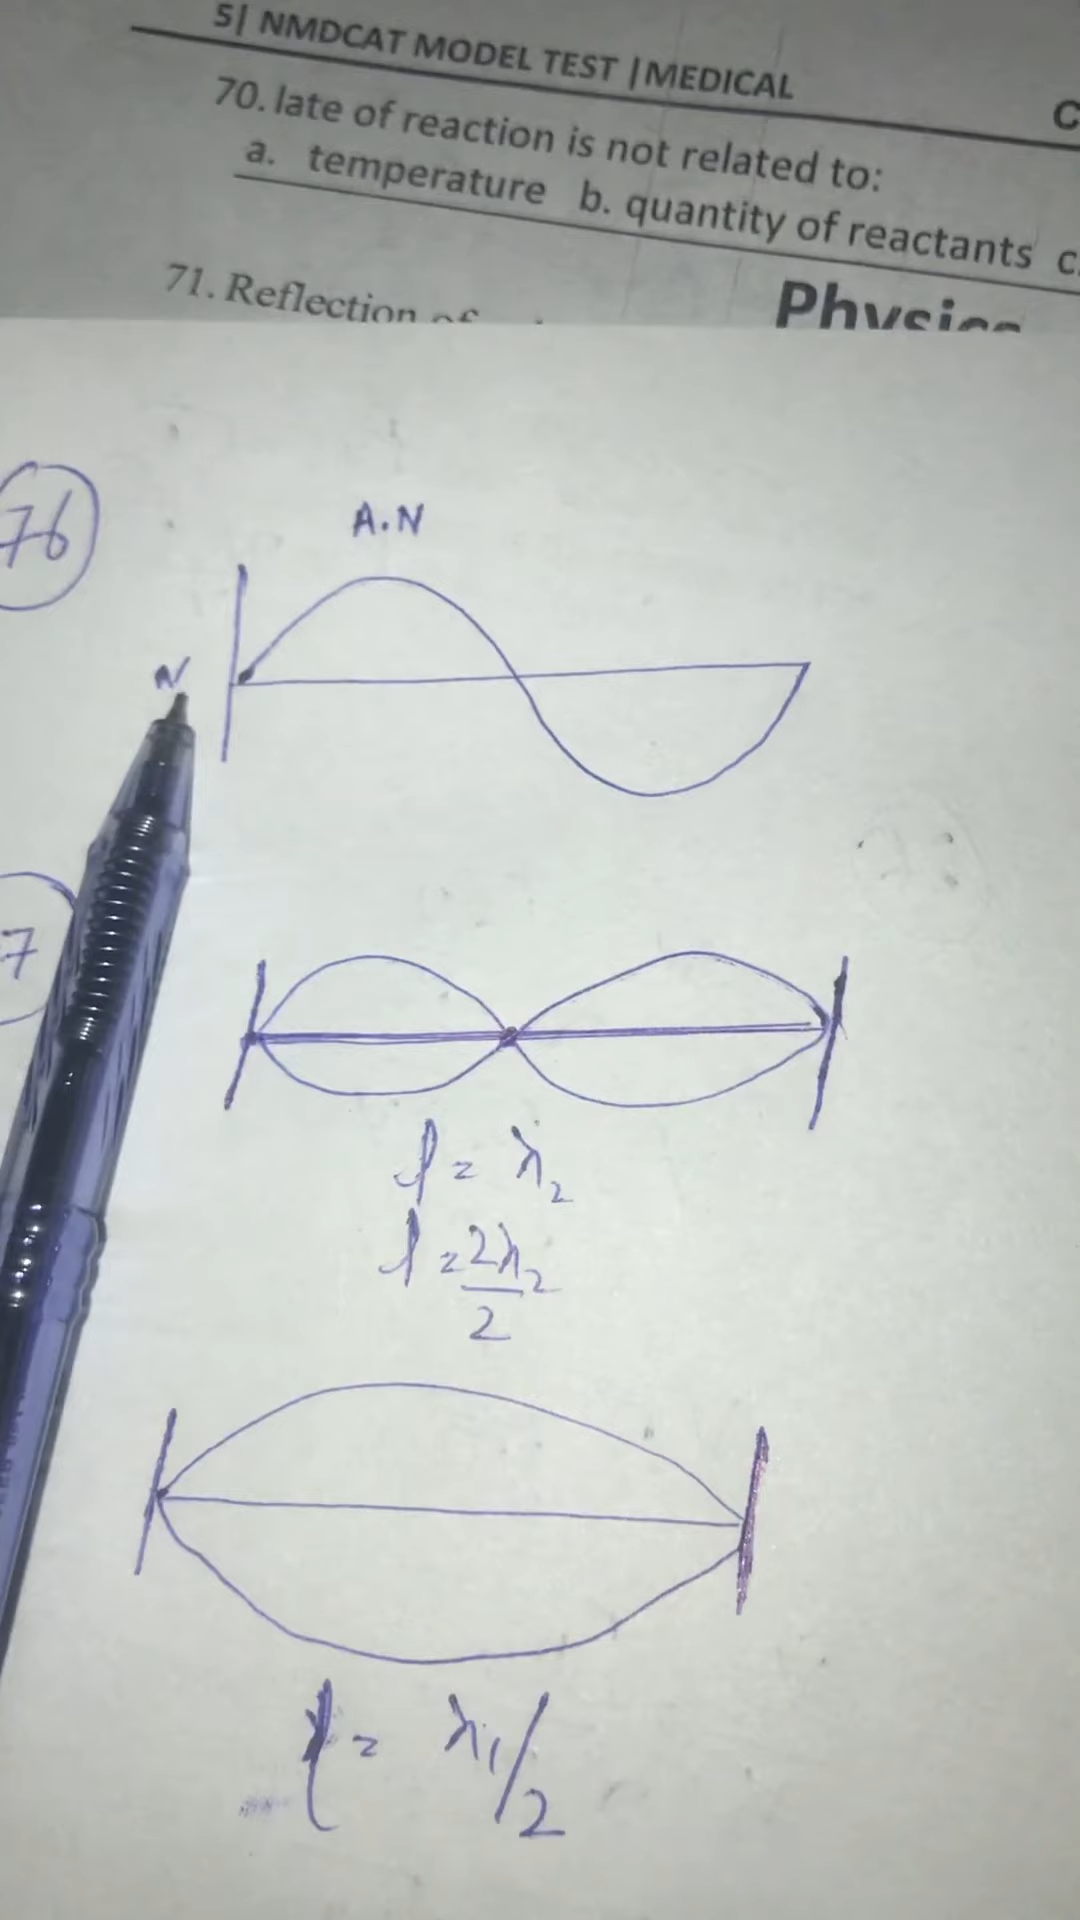 5| NMDCAT MODEL TEST |MEDICAL
C
70. late of reaction is not related to:
a. temperature b. quantity of reactants c.
Physics
71. Reflection of
76
A.N
N
7
l = λ₂
l = 2λ₂
2
l = λ₁/2